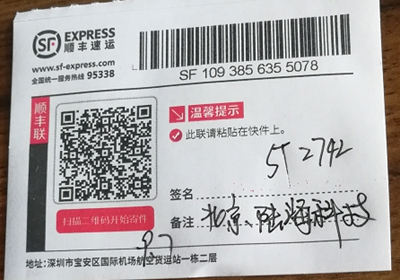 SF EXPRESS
顺丰速运
www.sf-express.com
全国统一服务热线 95338
SF 109 385 635 5078
顺丰联
温馨提示
此联请粘贴在快件上。
5T 2742
签名
扫描二维码开始寄件
备注 北京、陆海科技
87
地址:深圳市宝安区国际机场航空货运站一栋二层